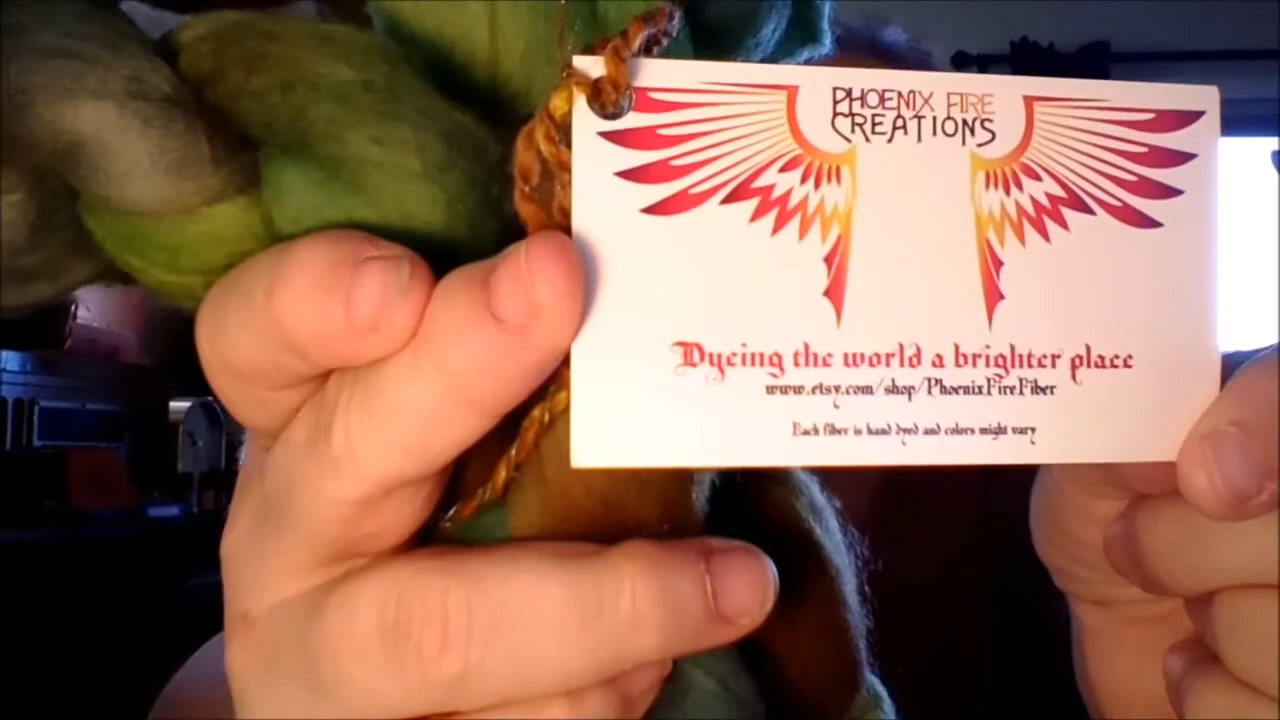 PHOENIX FIRE
CREATIONS
Dyeing the world a brighter place
www.etsy.com/shop/PhoenixFireFiber
Each fiber is hand dyed and colors might vary